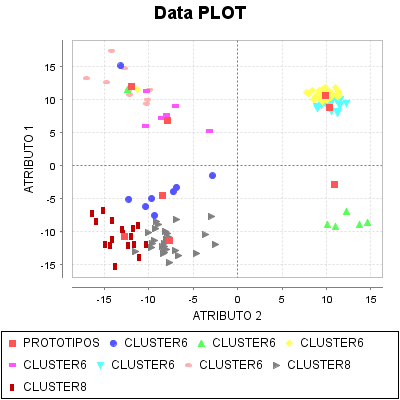 Data PLOT
ATRIBUTO 1
15
10
5
0
-5
-10
-15
-15 -10 -5 0 5 10 15
ATRIBUTO 2
PROTOTIPOS CLUSTER6 CLUSTER6 CLUSTER6
CLUSTER6 CLUSTER6 CLUSTER6 CLUSTER8
CLUSTER8